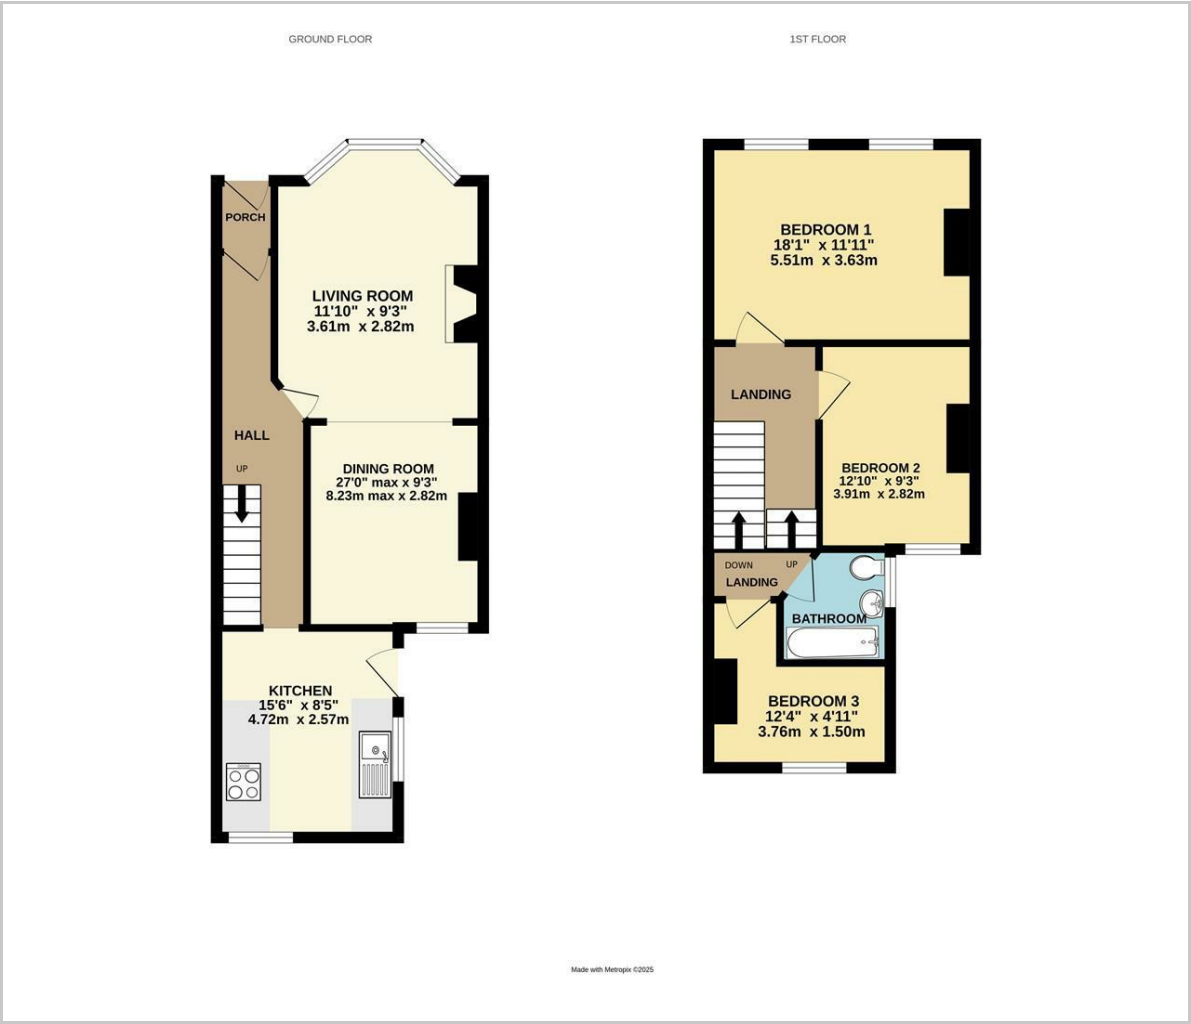 GROUND FLOOR
PORCH
LIVING ROOM
11'10" x 9'3"
3.61m x 2.82m
HALL
UP
DINING ROOM
27'0" max x 9'3"
8.23m max x 2.82m
KITCHEN
15'6" x 8'5"
4.72m x 2.57m
1ST FLOOR
BEDROOM 1
18'1" x 11'11"
5.51m x 3.63m
LANDING
BEDROOM 2
12'10" x 9'3"
3.91m x 2.82m
DOWN
UP
LANDING
BATHROOM
BEDROOM 3
12'4" x 4'11"
3.76m x 1.50m
Made with Metropix ©2025